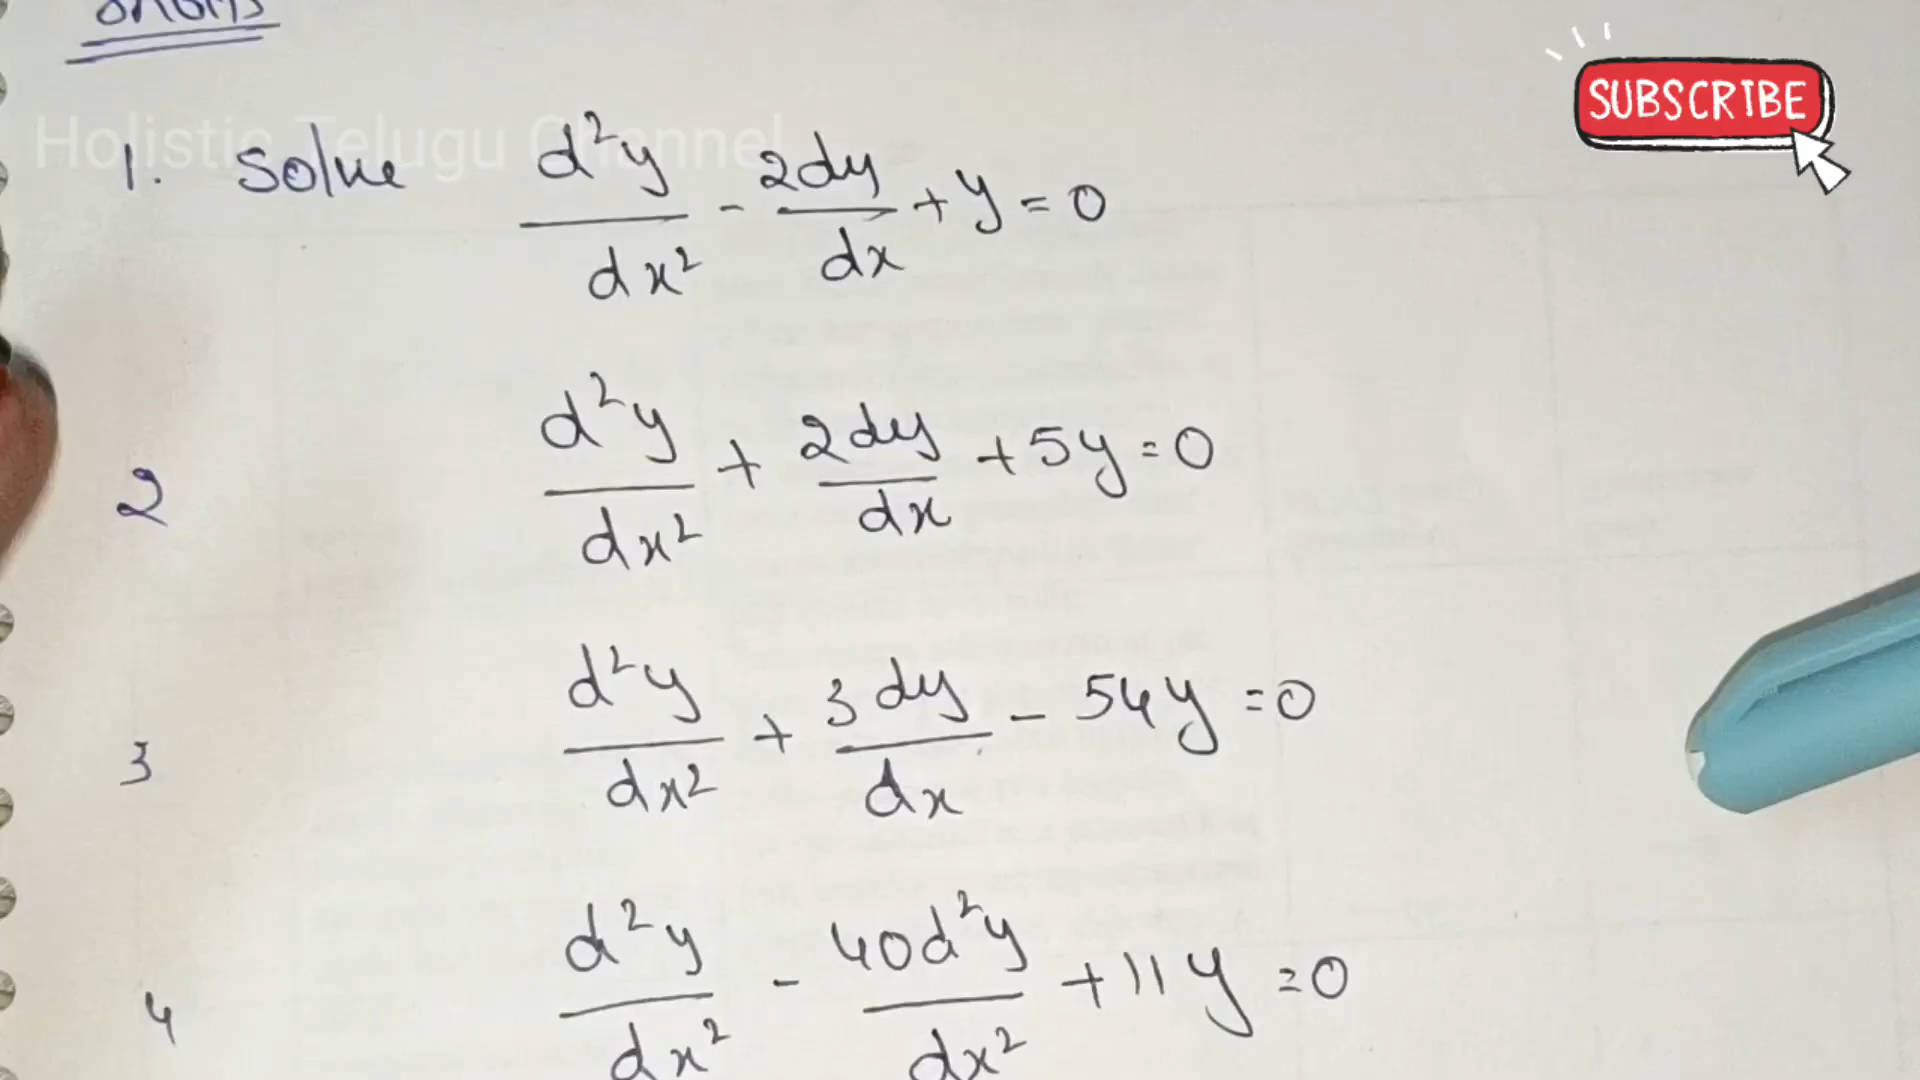 SUBSCRIBE
Holistic Telugu Channel
1. Solve d²y/dx² - 2dy/dx + y = 0
2 d²y/dx² + 2dy/dx + 5y = 0
3 d²y/dx² + 3dy/dx - 54y = 0
4 d²y/dx² - 40d²y/dx² + 11y = 0